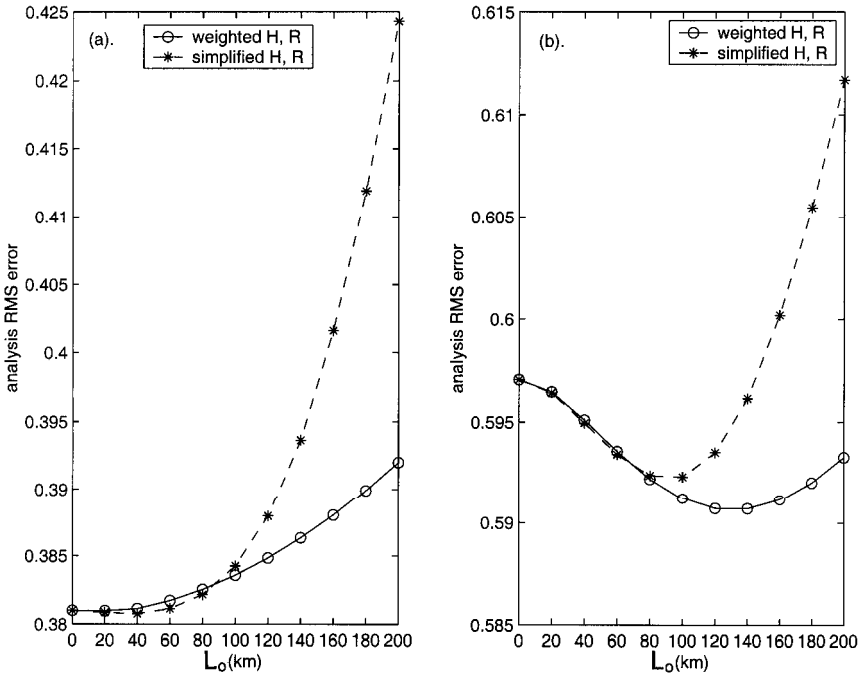 (a).
weighted H, R
simplified H, R
0.425
0.42
0.415
0.41
0.405
0.4
0.395
0.39
0.385
0.38
analysis RMS error
0 20 40 60 80 100 120 140 160 180 200
Lo(km)
(b).
weighted H, R
simplified H, R
0.615
0.61
0.605
0.6
0.595
0.59
0.585
analysis RMS error
0 20 40 60 80 100 120 140 160 180 200
Lo(km)